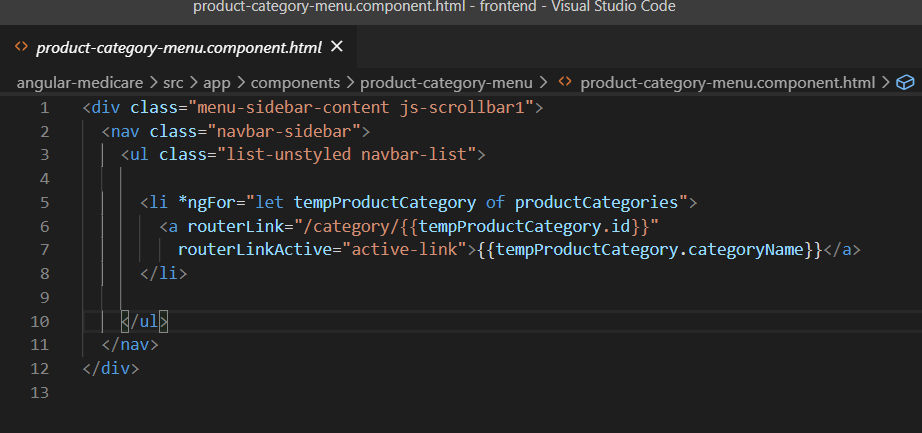 product-category-menu.component.html - frontend - Visual Studio Code
<> product-category-menu.component.html ×
angular-medicare > src > app > components > product-category-menu > <> product-category-menu.component.html >
1 <div class="menu-sidebar-content js-scrollbar1">
2   <nav class="navbar-sidebar">
3     <ul class="list-unstyled navbar-list">
4
5       <li *ngFor="let tempProductCategory of productCategories">
6         <a routerLink="/category/{{tempProductCategory.id}}"
7           routerLinkActive="active-link">{{tempProductCategory.categoryName}}</a>
8       </li>
9
10     </ul>
11   </nav>
12 </div>
13